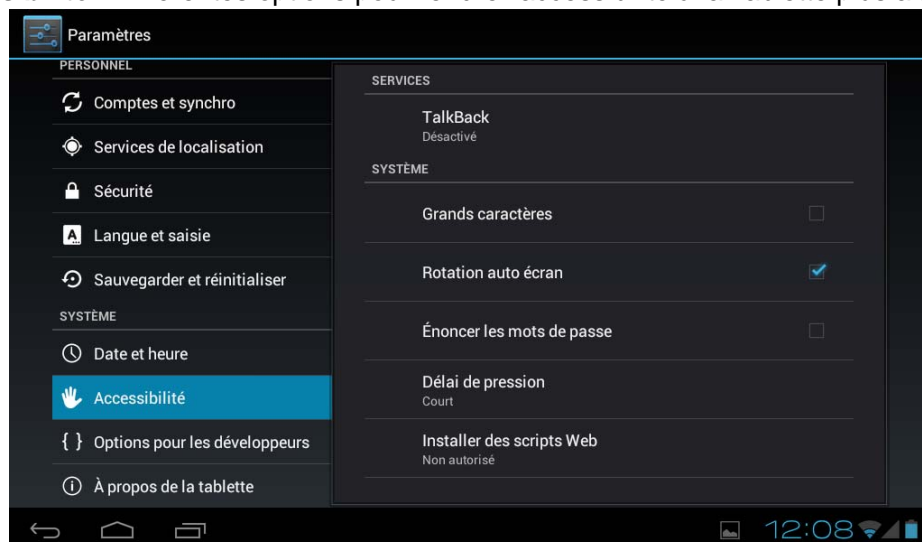 Paramètres
PERSONNEL
Comptes et synchro
Services de localisation
Sécurité
A
Langue et saisie
Sauvegarder et réinitialiser
SYSTÈME
Date et heure
Accessibilité
{ } Options pour les développeurs
À propos de la tablette
SERVICES
TalkBack
Désactivé
SYSTÈME
Grands caractères
Rotation auto écran
Énoncer les mots de passe
Délai de pression
Court
Installer des scripts Web
Non autorisé
12:08